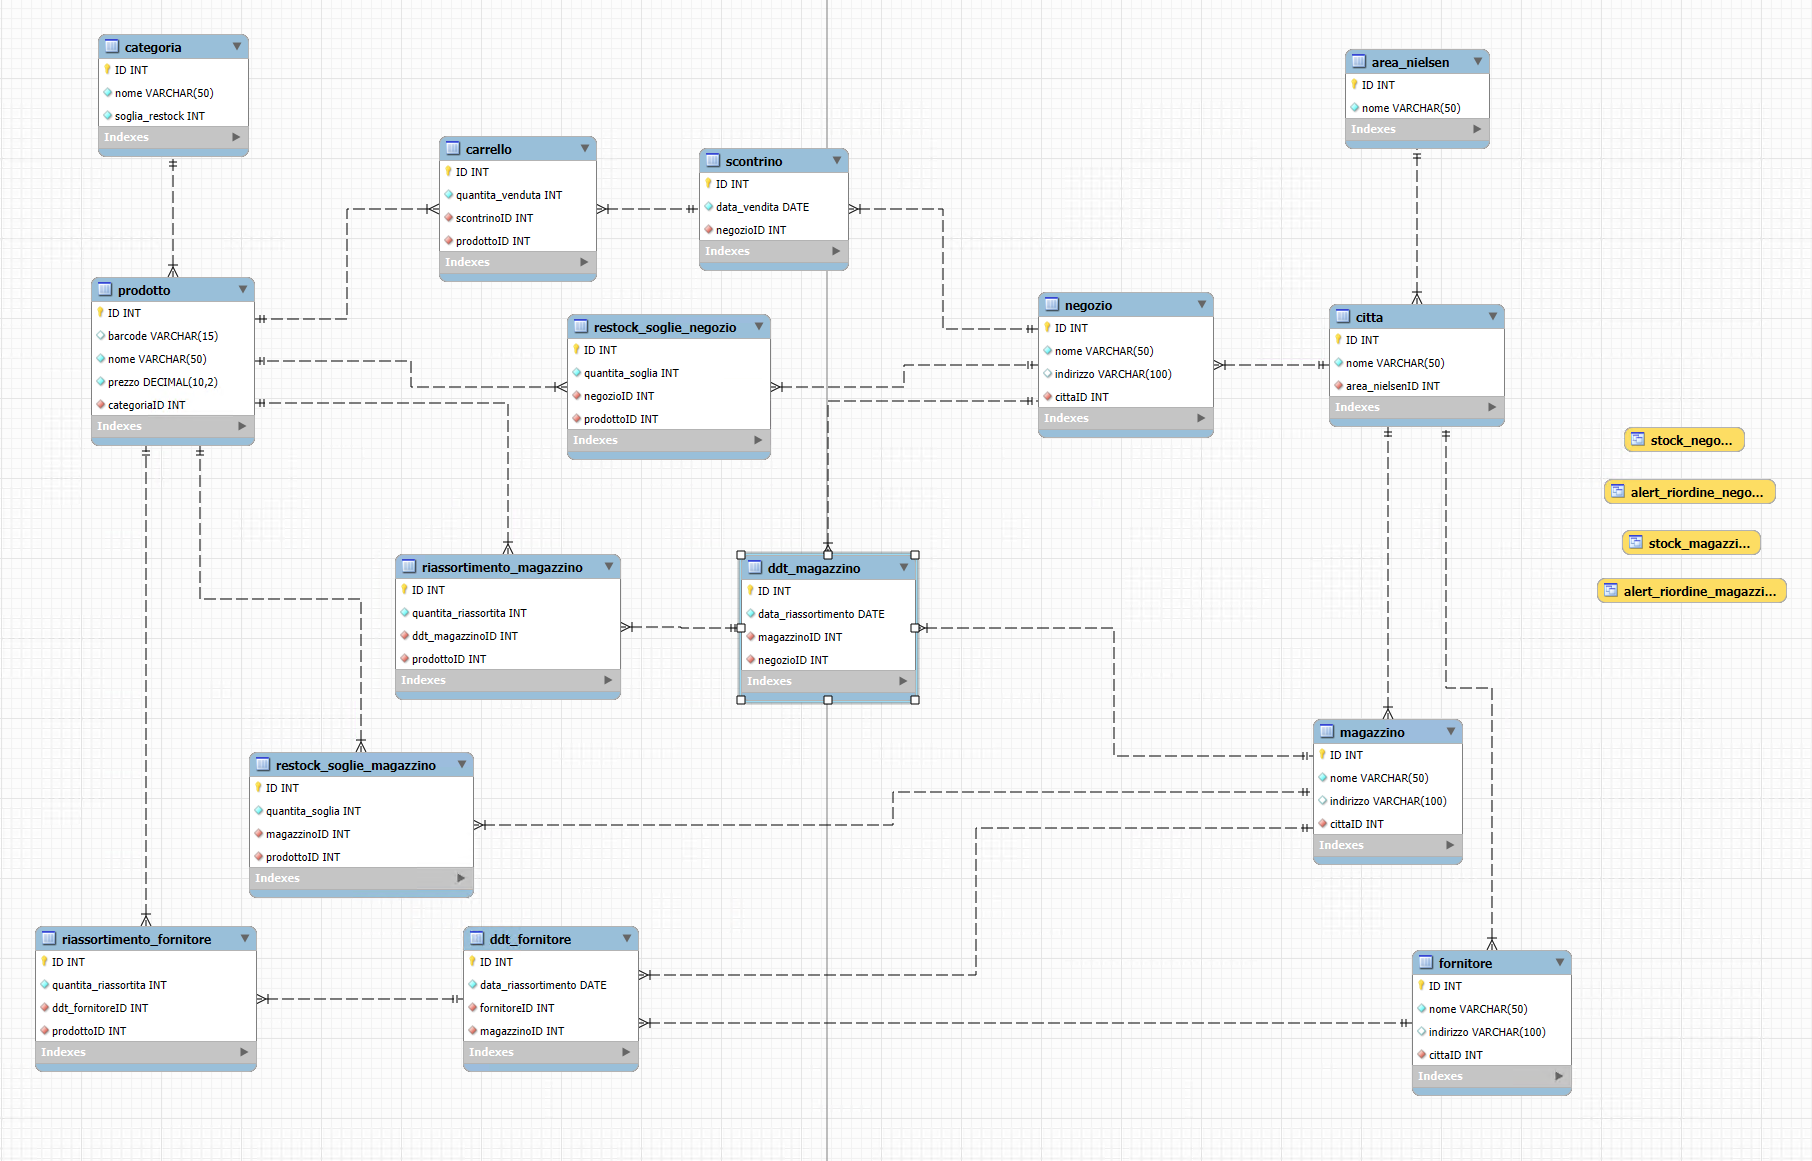 categoria
ID INT
nome VARCHAR(50)
soglia_restock INT
Indexes
area_nielsen
ID INT
nome VARCHAR(50)
Indexes
carrello
ID INT
quantita_venduta INT
scontrinoID INT
prodottoID INT
Indexes
scontrino
ID INT
data_vendita DATE
negozioID INT
Indexes
prodotto
ID INT
barcode VARCHAR(15)
nome VARCHAR(50)
prezzo DECIMAL(10,2)
categoriaID INT
Indexes
restock_soglie_negozio
ID INT
quantita_soglia INT
negozioID INT
prodottoID INT
Indexes
negozio
ID INT
nome VARCHAR(50)
indirizzo VARCHAR(100)
cittaID INT
Indexes
citta
ID INT
nome VARCHAR(50)
area_nielsenID INT
Indexes
stock_nego...
alert_riordine_nego...
stock_magazzi...
alert_riordine_magazzi...
riassortimento_magazzino
ID INT
quantita_riassortita INT
ddt_magazzinoID INT
prodottoID INT
Indexes
ddt_magazzino
ID INT
data_riassortimento DATE
magazzinoID INT
negozioID INT
Indexes
restock_soglie_magazzino
ID INT
quantita_soglia INT
magazzinoID INT
prodottoID INT
Indexes
magazzino
ID INT
nome VARCHAR(50)
indirizzo VARCHAR(100)
cittaID INT
Indexes
riassortimento_fornitore
ID INT
quantita_riassortita INT
ddt_fornitoreID INT
prodottoID INT
Indexes
ddt_fornitore
ID INT
data_riassortimento DATE
fornitoreID INT
magazzinoID INT
Indexes
fornitore
ID INT
nome VARCHAR(50)
indirizzo VARCHAR(100)
cittaID INT
Indexes